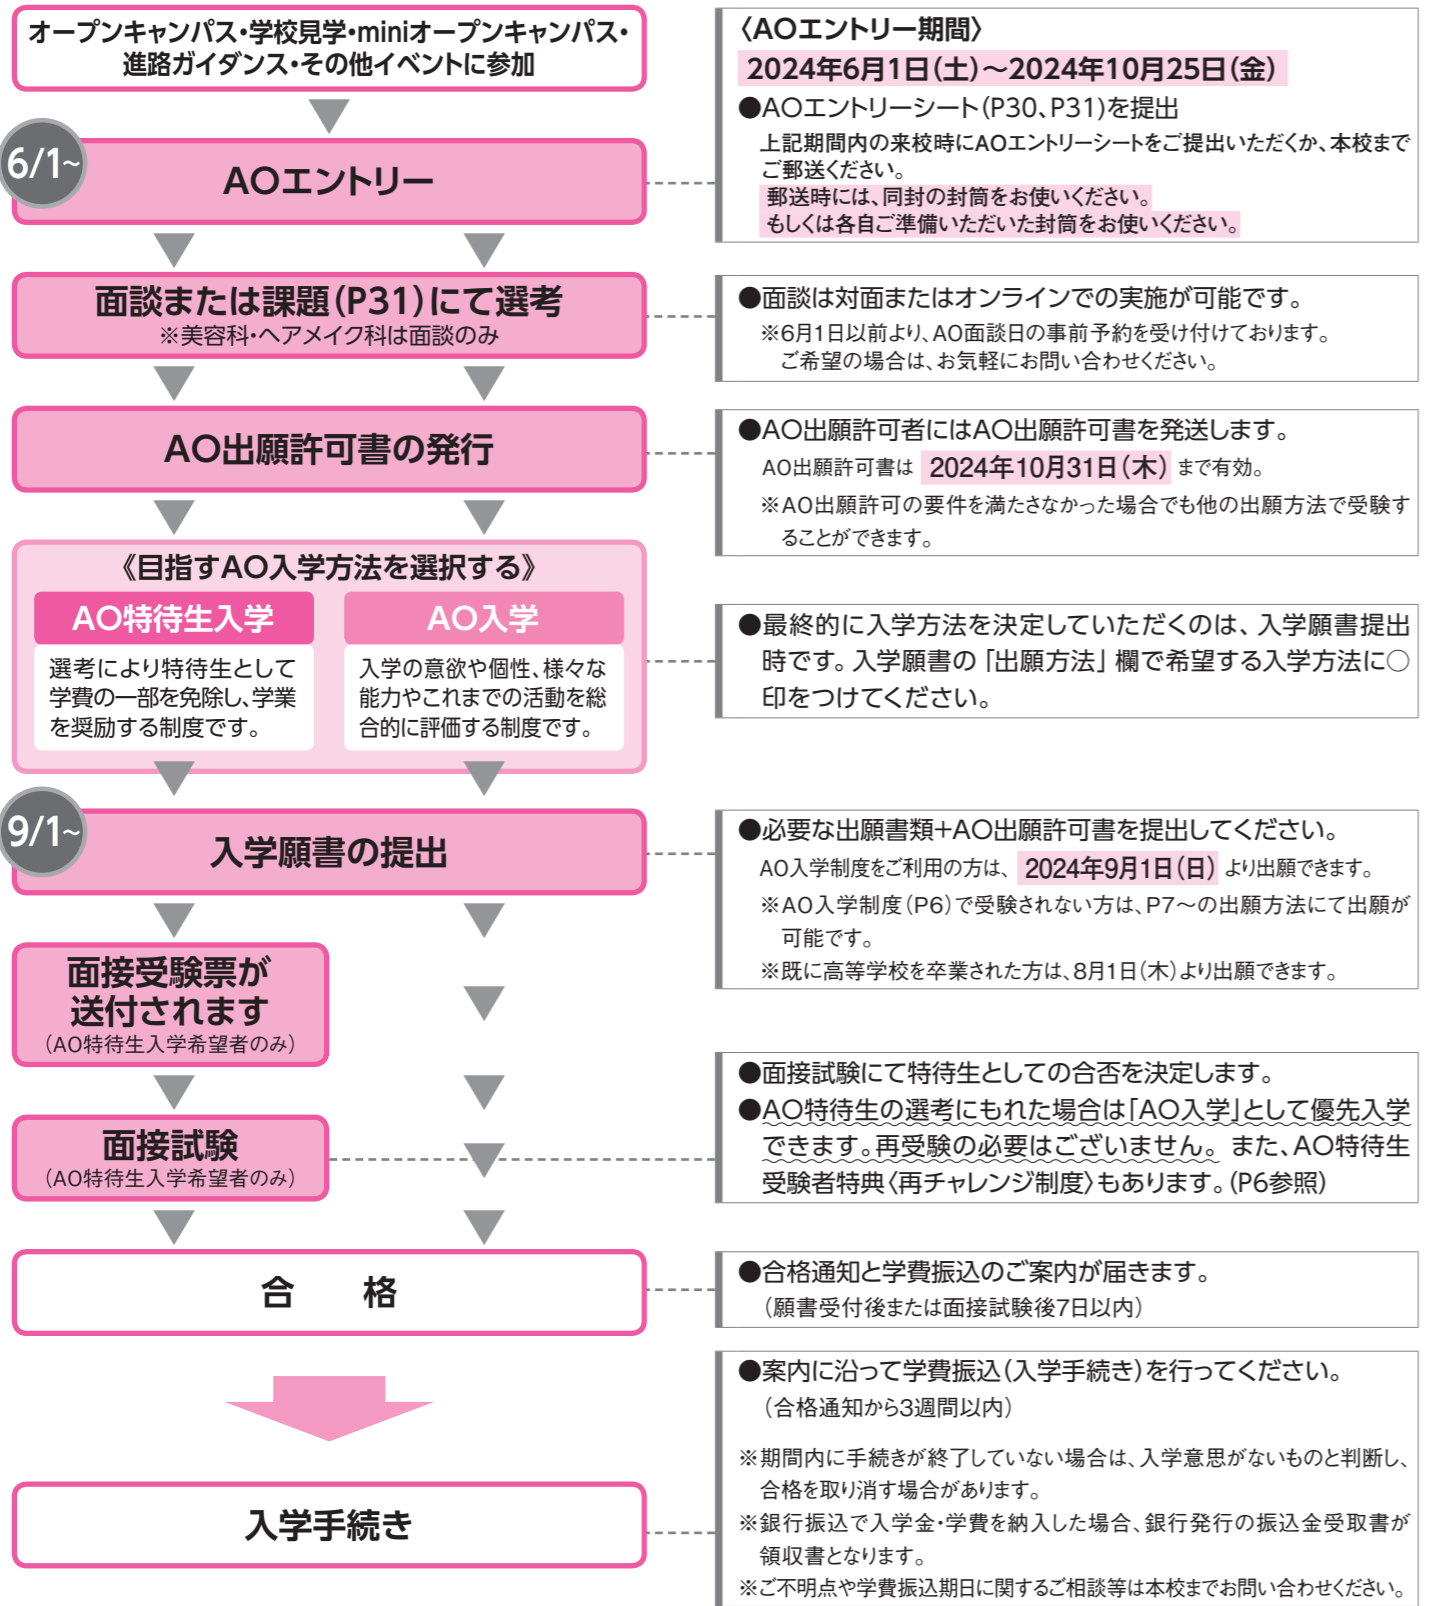 オープンキャンパス・学校見学・miniオープンキャンパス・
進路ガイダンス・その他イベントに参加
6/1~
AOエントリー
〈AOエントリー期間〉
2024年6月1日(土)～2024年10月25日(金)
●AOエントリーシート(P30、P31)を提出
上記期間内の来校時にAOエントリーシートをご提出いただくか、本校まで
ご郵送ください。
郵送時には、同封の封筒をお使いください。
もしくは各自ご準備いただいた封筒をお使いください。
面談または課題(P31)にて選考
※美容科・ヘアメイク科は面談のみ
●面談は対面またはオンラインでの実施が可能です。
※6月1日以前より、AO面談日の事前予約を受け付けております。
ご希望の場合は、お気軽にお問い合わせください。
AO出願許可書の発行
●AO出願許可者にはAO出願許可書を発送します。
AO出願許可書は 2024年10月31日(木) まで有効。
※AO出願許可の要件を満たさなかった場合でも他の出願方法で受験す
ることができます。
《目指すAO入学方法を選択する》
AO特待生入学
選考により特待生として
学費の一部を免除し、学業
を奨励する制度です。
AO入学
入学の意欲や個性、様々な
能力やこれまでの活動を総
合的に評価する制度です。
●最終的に入学方法を決定していただくのは、入学願書提出
時です。入学願書の「出願方法」欄で希望する入学方法に○
印をつけてください。
9/1~
入学願書の提出
●必要な出願書類+AO出願許可書を提出してください。
AO入学制度をご利用の方は、 2024年9月1日(日) より出願できます。
※AO入学制度(P6)で受験されない方は、P7～の出願方法にて出願が
可能です。
※既に高等学校を卒業された方は、8月1日(木)より出願できます。
面接受験票が
送付されます
(AO特待生入学希望者のみ)
面接試験
(AO特待生入学希望者のみ)
●面接試験にて特待生としての合否を決定します。
●AO特待生の選考にもれた場合は「AO入学」として優先入学
できます。再受験の必要はございません。また、AO特待生
受験者特典〈再チャレンジ制度〉もあります。(P6参照)
合 格
●合格通知と学費振込のご案内が届きます。
(願書受付後または面接試験後7日以内)
入学手続き
●案内に沿って学費振込(入学手続き)を行ってください。
(合格通知から3週間以内)
※期間内に手続きが終了していない場合は、入学意思がないものと判断し、
合格を取り消す場合があります。
※銀行振込で入学金・学費を納入した場合、銀行発行の振込金受取書が
領収書となります。
※ご不明点や学費振込期日に関するご相談等は本校までお問い合わせください。